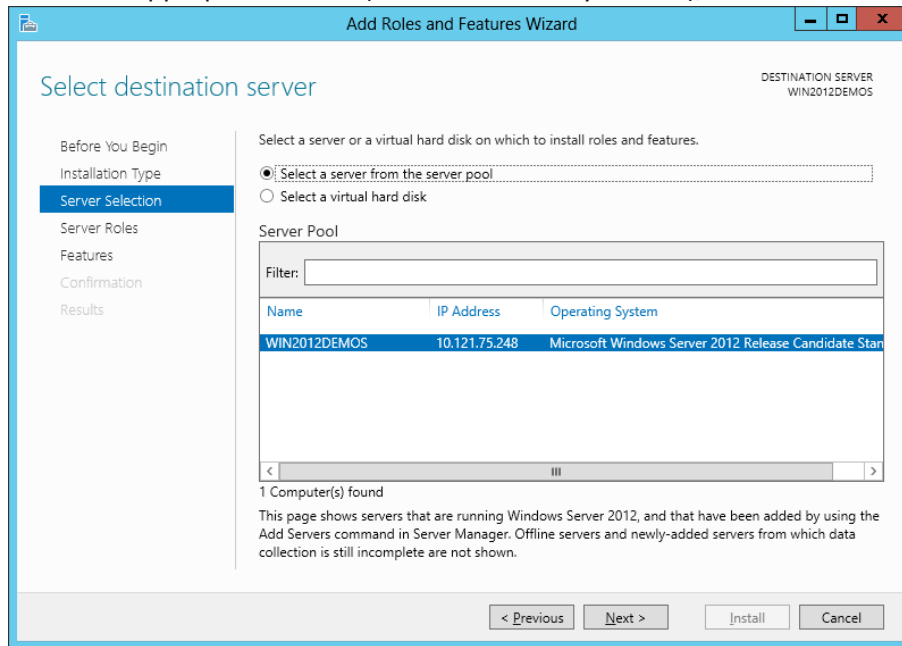 Add Roles and Features Wizard
Select destination server
DESTINATION SERVER
WIN2012DEMOS
Before You Begin
Installation Type
Server Selection
Server Roles
Features
Confirmation
Results
Select a server or a virtual hard disk on which to install roles and features.
Select a server from the server pool
Select a virtual hard disk
Server Pool
Filter:
Name IP Address Operating System
WIN2012DEMOS 10.121.75.248 Microsoft Windows Server 2012 Release Candidate Stan
1 Computer(s) found
This page shows servers that are running Windows Server 2012, and that have been added by using the
Add Servers command in Server Manager. Offline servers and newly-added servers from which data
collection is still incomplete are not shown.
< Previous Next > Install Cancel